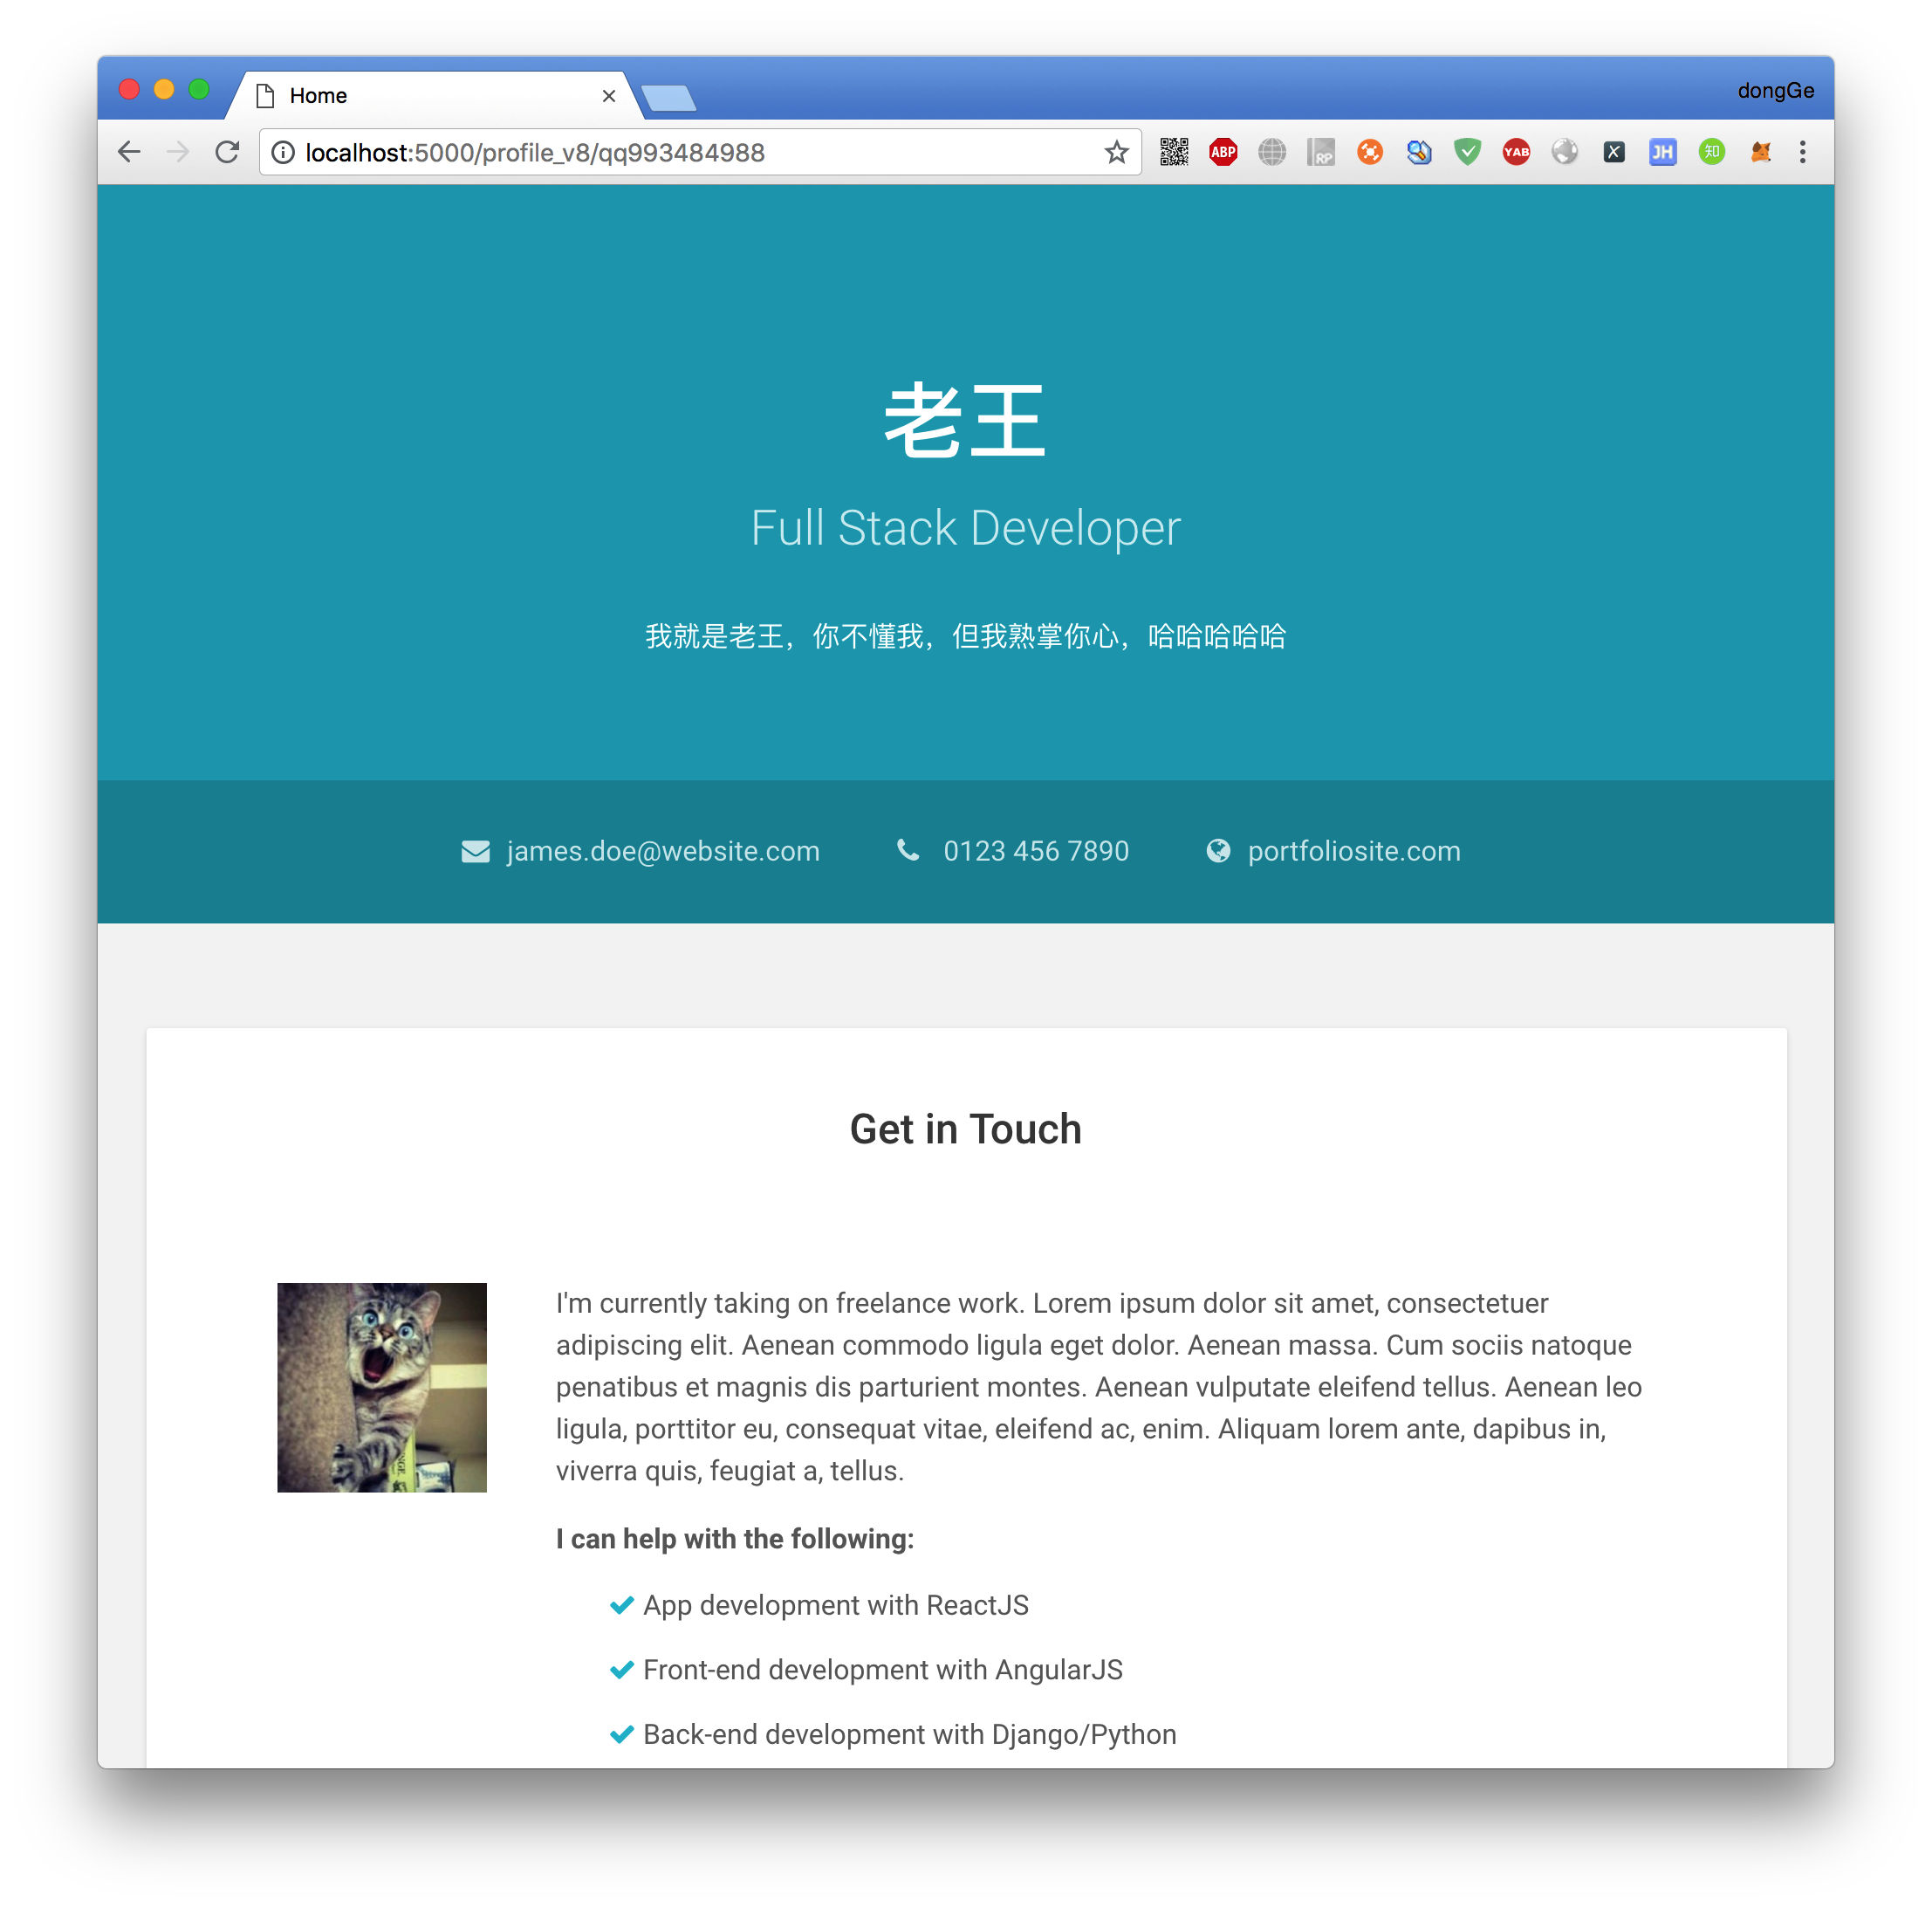 Home
dongGe
localhost:5000/profile_v8/qq993484988
ABP
RP
YAB
X
JH
知
老王
Full Stack Developer
我就是老王，你不懂我，但我熟掌你心，哈哈哈哈哈
james.doe@website.com
0123 456 7890
portfoliosite.com
Get in Touch
I'm currently taking on freelance work. Lorem ipsum dolor sit amet, consectetuer
adipiscing elit. Aenean commodo ligula eget dolor. Aenean massa. Cum sociis natoque
penatibus et magnis dis parturient montes. Aenean vulputate eleifend tellus. Aenean leo
ligula, porttitor eu, consequat vitae, eleifend ac, enim. Aliquam lorem ante, dapibus in,
viverra quis, feugiat a, tellus.
I can help with the following:
App development with ReactJS
Front-end development with AngularJS
Back-end development with Django/Python